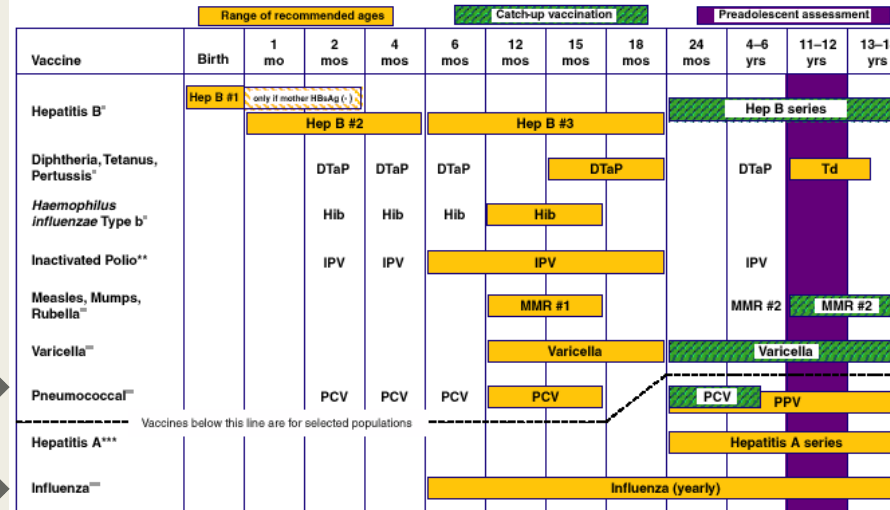 Range of recommended ages
Catch-up vaccination
Preadolescent assessment
Vaccine Birth 1 mo 2 mos 4 mos 6 mos 12 mos 15 mos 18 mos 24 mos 4–6 yrs 11–12 yrs 13–1 yrs
Hep B #1 only if mother HBsAg (-)
Hepatitis B Hep B series
Hep B #2 Hep B #3
Diphtheria, Tetanus,
Pertussis DTaP DTaP DTaP DTaP DTaP Td
Haemophilus
influenzae Type b Hib Hib Hib Hib
Inactivated Polio** IPV IPV IPV IPV
Measles, Mumps,
Rubella MMR #1 MMR #2 MMR #2
Varicella Varicella Varicella
Pneumococcal PCV PCV PCV PCV PCV PPV
Vaccines below this line are for selected populations
Hepatitis A*** Hepatitis A series
Influenza Influenza (yearly)